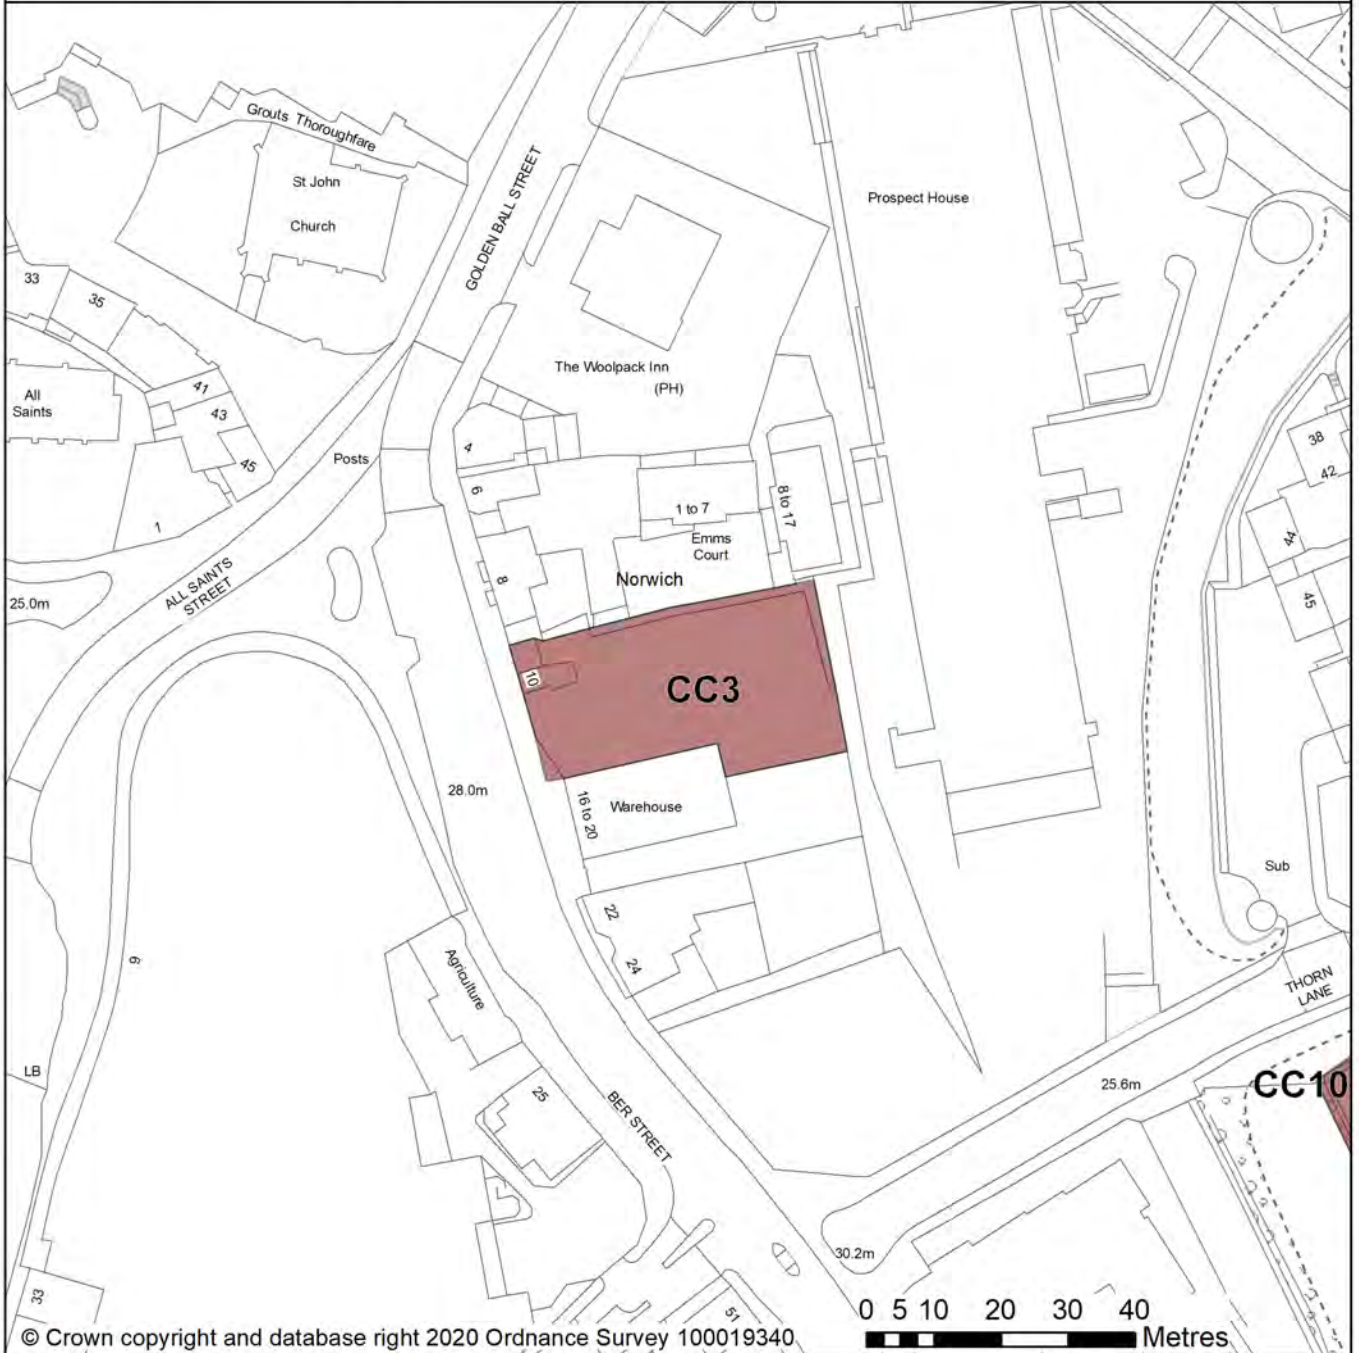 Grouts Thoroughfare
St John
Church
GOLDEN BALL STREET
Prospect House
33
35
The Woolpack Inn
(PH)
All
Saints
41
43
45
4
Posts
38
42
6
1 to 7
8 to 17
1
Emms
Court
44
8
Norwich
ALL SAINTS
STREET
25.0m
45
10
CC3
28.0m
16 to 20
Warehouse
Sub
22
24
9
Agriculture
THORN
LANE
LB
25.6m
CC10
25
BER STREET
30.2m
33
51
0 5 10 20 30 40
Metres
© Crown copyright and database right 2020 Ordnance Survey 100019340